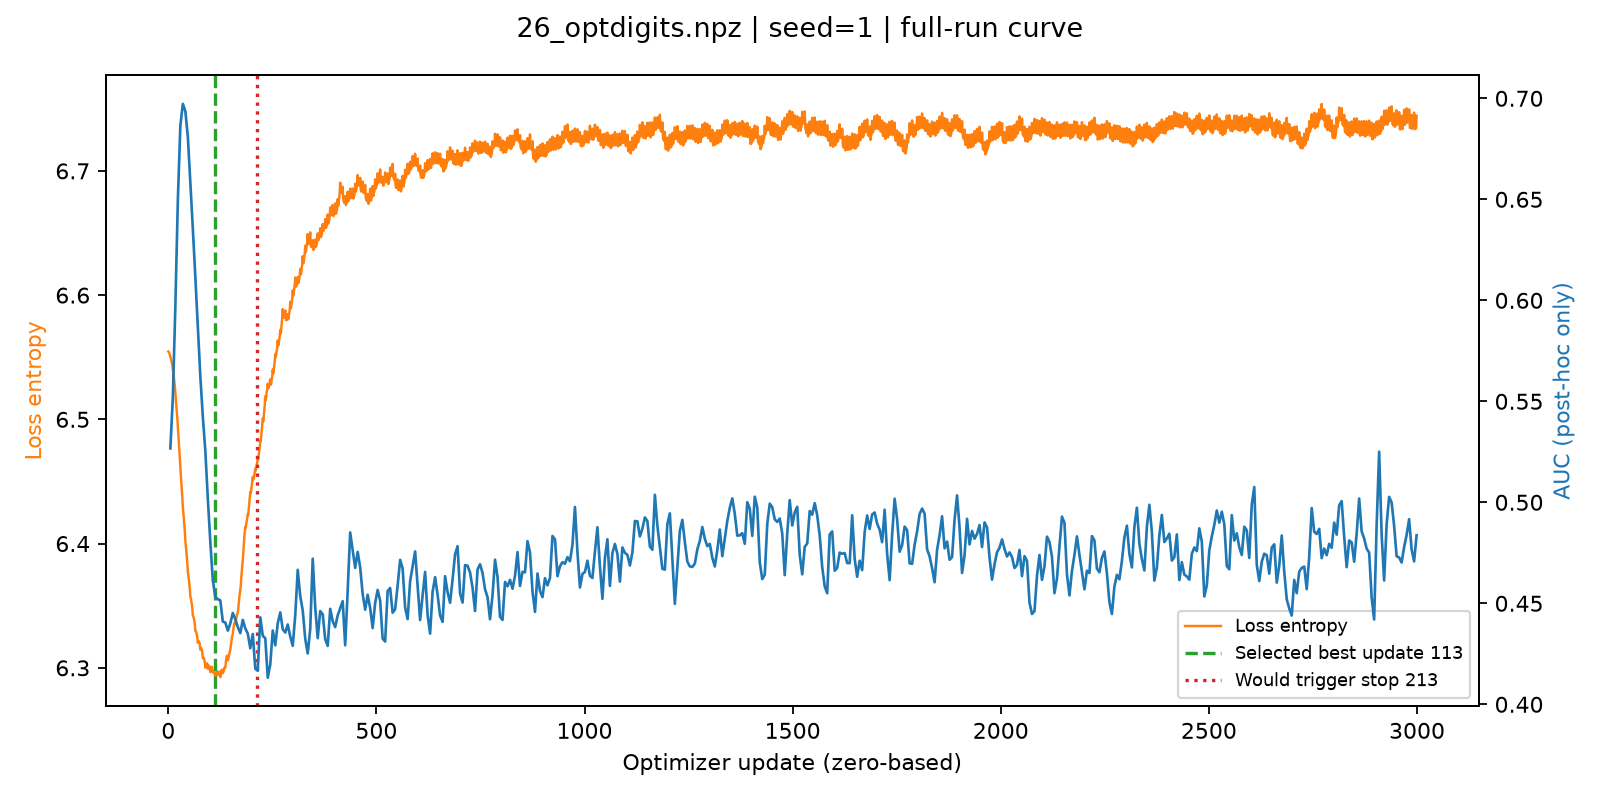 26_optdigits.npz | seed=1 | full-run curve
Loss entropy
6.7
6.6
6.5
6.4
6.3
0.70
0.65
0.60
0.55
0.50
0.45
0.40
AUC (post-hoc only)
Loss entropy
Selected best update 113
Would trigger stop 213
0 500 1000 1500 2000 2500 3000
Optimizer update (zero-based)